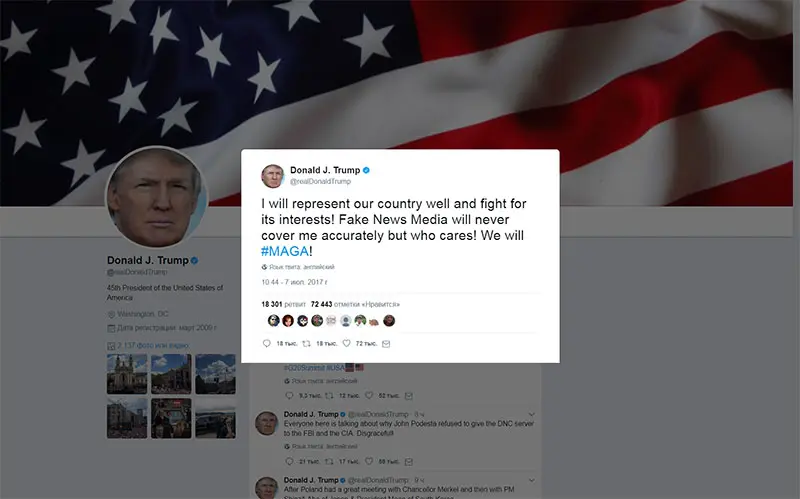 Donald J. Trump
@realDonaldTrump
I will represent our country well and fight for
its interests! Fake News Media will never
cover me accurately but who cares! We will
#MAGA!
Язык твита: английский
10:44 - 7 июл. 2017 г.
18 301 ретвит 72 443 отметки «Нравится»
18 тыс. 18 тыс. 72 тыс.
Donald J. Trump
@realDonaldTrump
45th President of the United States of
America
Washington, DC
Дата регистрации: март 2009 г.
2 137 фото или видео
#G20Summit #USA
Язык твита: английский
5,3 тыс. 12 тыс. 52 тыс.
Donald J. Trump @realDonaldTrump 8 ч
Everyone here is talking about why John Podesta refused to give the DNC server
to the FBI and the CIA. Disgraceful!
Язык твита: английский
21 тыс. 17 тыс. 58 тыс.
Donald J. Trump @realDonaldTrump
After Poland had a great meeting with Chancellor Merkel and then with PM